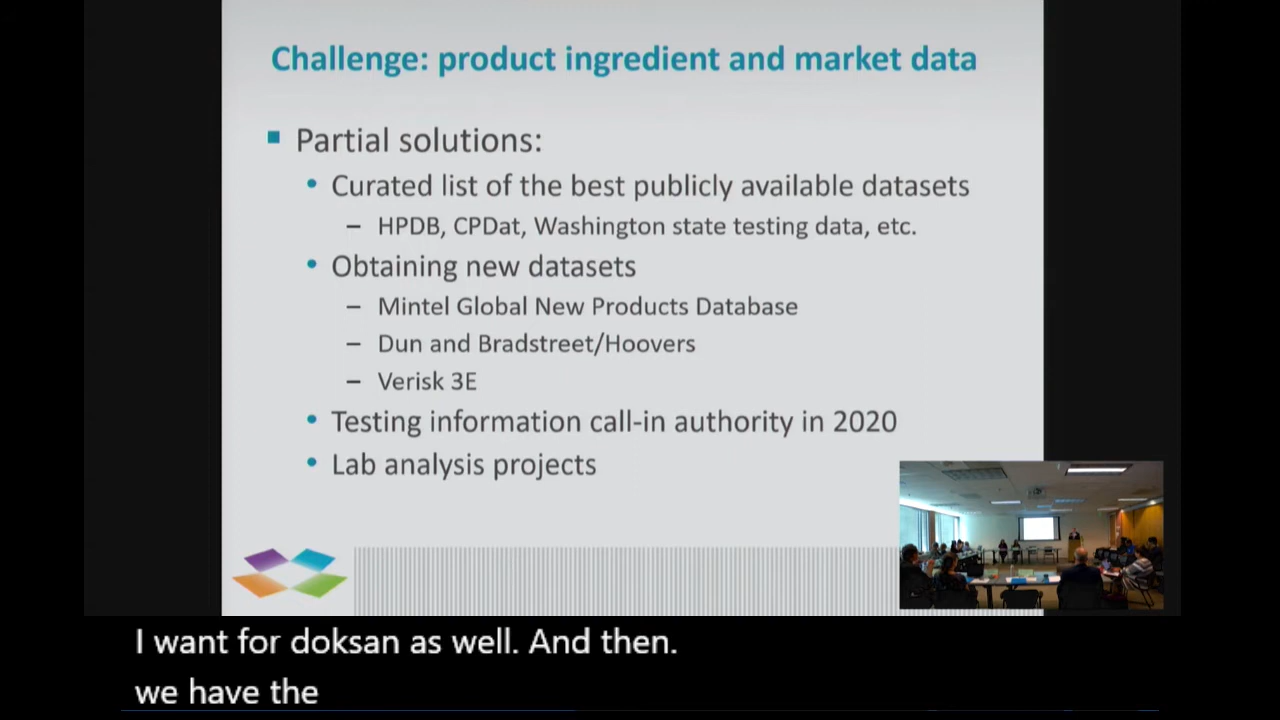 Challenge: product ingredient and market data
Partial solutions:
Curated list of the best publicly available datasets
– HPDB, CPDat, Washington state testing data, etc.
Obtaining new datasets
– Mintel Global New Products Database
– Dun and Bradstreet/Hoovers
– Verisk 3E
Testing information call-in authority in 2020
Lab analysis projects
I want for doksan as well. And then.
we have the